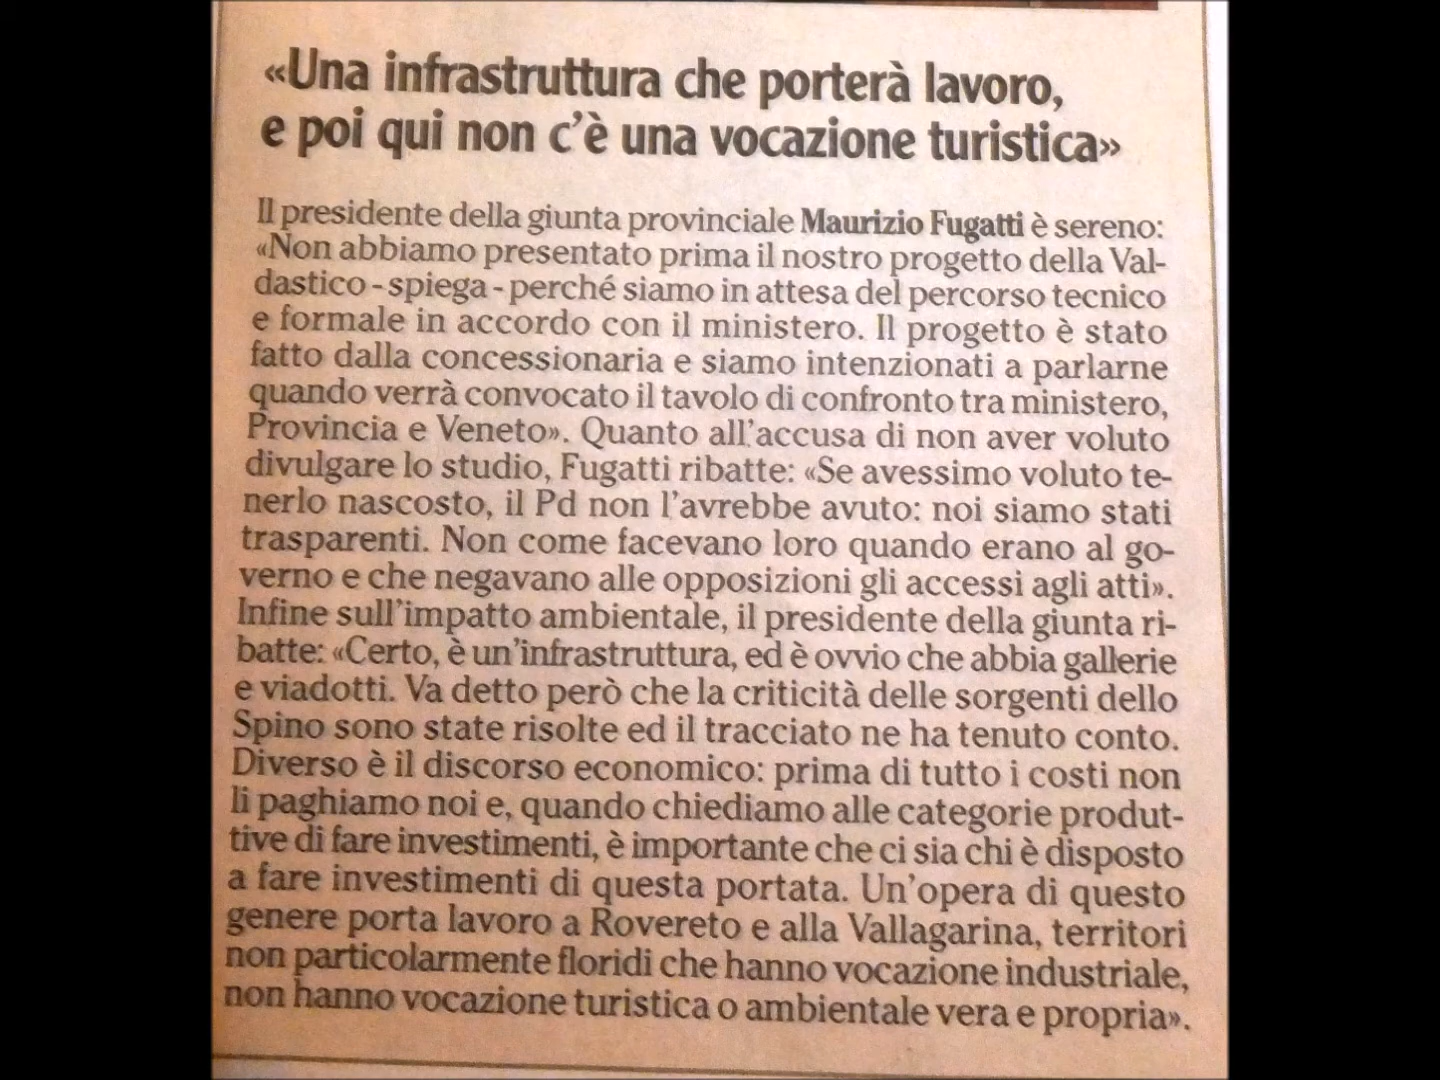 «Una infrastruttura che porterà lavoro,
e poi qui non c'è una vocazione turistica»
Il presidente della giunta provinciale Maurizio Fugatti è sereno:
«Non abbiamo presentato prima il nostro progetto della Val-
dastico - spiega - perché siamo in attesa del percorso tecnico
e formale in accordo con il ministero. Il progetto è stato
fatto dalla concessionaria e siamo intenzionati a parlarne
quando verrà convocato il tavolo di confronto tra ministero,
Provincia e Veneto». Quanto all'accusa di non aver voluto
divulgare lo studio, Fugatti ribatte: «Se avessimo voluto te-
nerlo nascosto, il Pd non l'avrebbe avuto: noi siamo stati
trasparenti. Non come facevano loro quando erano al go-
verno e che negavano alle opposizioni gli accessi agli atti».
Infine sull'impatto ambientale, il presidente della giunta ri-
batte: «Certo, è un'infrastruttura, ed è ovvio che abbia gallerie
e viadotti. Va detto però che la criticità delle sorgenti dello
Spino sono state risolte ed il tracciato ne ha tenuto conto.
Diverso è il discorso economico: prima di tutto i costi non
li paghiamo noi e, quando chiediamo alle categorie produt-
tive di fare investimenti, è importante che ci sia chi è disposto
a fare investimenti di questa portata. Un'opera di questo
genere porta lavoro a Rovereto e alla Vallagarina, territori
non particolarmente floridi che hanno vocazione industriale,
non hanno vocazione turistica o ambientale vera e propria».